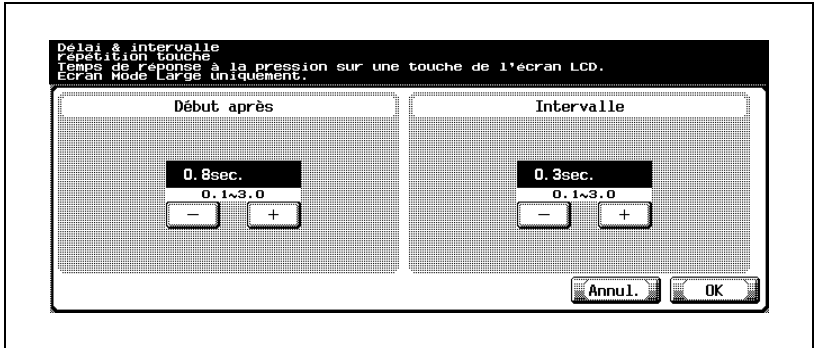 Délai & intervalle
répétition touche
Temps de réponse à la pression sur une touche de l'écran LCD.
Ecran Mode Large uniquement.
Début après
Intervalle
0.8sec.
0.3sec.
0.1~3.0
0.1~3.0
− +
− +
Annul. OK